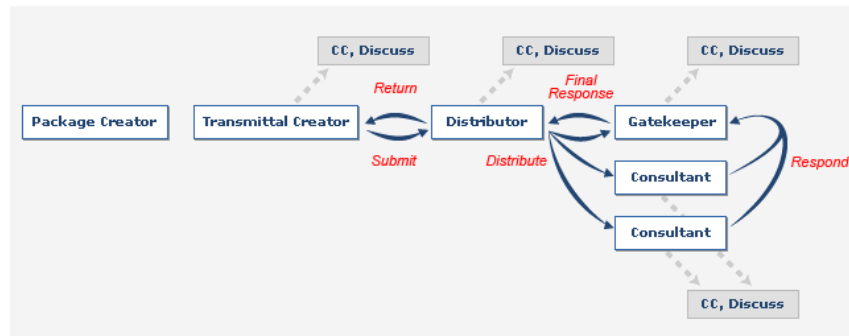 CC, Discuss
CC, Discuss
CC, Discuss
Return
Final
Response
Package Creator
Transmittal Creator
Distributor
Gatekeeper
Submit
Distribute
Consultant
Respond
Consultant
CC, Discuss